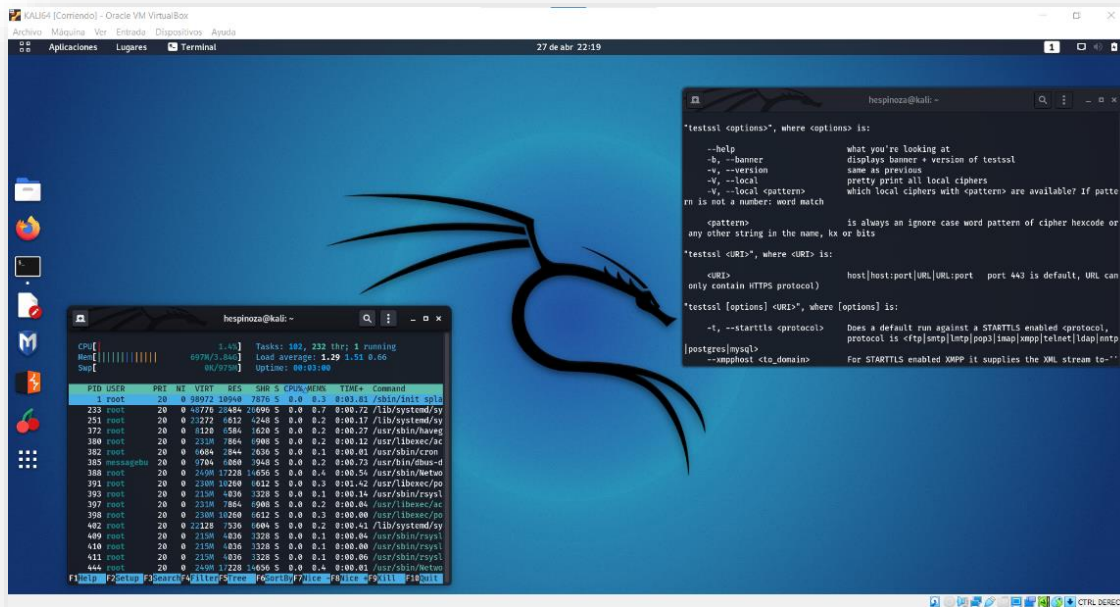 KALI64 [Corriendo] - Oracle VM VirtualBox
Archivo Máquina Ver Entrada Dispositivos Ayuda
Aplicaciones Lugares Terminal 27 de abr 22:19 1
hespinoza@kali: ~
"testssl <options>", where <options> is:
--help what you're looking at
-b, --banner displays banner + version of testssl
-v, --version same as previous
-V, --local pretty print all local ciphers
-V, --local <pattern> which local ciphers with <pattern> are available? If patte
rn is not a number: word match
<pattern> is always an ignore case word pattern of cipher hexcode or
any other string in the name, kx or bits
"testssl <URI>", where <URI> is:
<URI> host|host:port|URL|URL:port port 443 is default, URL can
only contain HTTPS protocol)
"testssl [options] <URI>", where [options] is:
-t, --starttls <protocol> Does a default run against a STARTTLS enabled <protocol,
protocol is <ftp|smtp|lmtp|pop3|imap|xmpp|telnet|ldap|nntp
|postgres|mysql>
--xmpphost <to_domain> For STARTTLS enabled XMPP it supplies the XML stream to-''
hespinoza@kali: ~
CPU[| 1.4%] Tasks: 102, 232 thr; 1 running
Mem[|||||||||||| 697M/3.84G] Load average: 1.29 1.51 0.66
Swp[ 0K/975M] Uptime: 00:03:00
PID USER PRI NI VIRT RES SHR S CPU% MEM% TIME+ Command
1 root 20 0 98972 10940 7876 S 0.0 0.3 0:03.81 /sbin/init spla
233 root 20 0 48776 28484 26696 S 0.0 0.7 0:00.72 /lib/systemd/sy
251 root 20 0 23272 6612 4248 S 0.0 0.2 0:00.17 /lib/systemd/sy
372 root 20 0 8120 6584 1620 S 0.0 0.2 0:00.27 /usr/sbin/haveg
380 root 20 0 231M 7864 6908 S 0.0 0.2 0:00.12 /usr/libexec/ac
382 root 20 0 6684 2844 2636 S 0.0 0.1 0:00.01 /usr/sbin/cron
385 messagebu 20 0 9704 6060 3948 S 0.0 0.2 0:00.73 /usr/bin/dbus-d
388 root 20 0 249M 17228 14656 S 0.0 0.4 0:00.54 /usr/sbin/Netwo
391 root 20 0 230M 10260 6612 S 0.0 0.3 0:01.42 /usr/libexec/po
393 root 20 0 215M 4036 3328 S 0.0 0.1 0:00.14 /usr/sbin/rsysl
397 root 20 0 231M 7864 6908 S 0.0 0.2 0:00.04 /usr/libexec/ac
398 root 20 0 230M 10260 6612 S 0.0 0.3 0:00.00 /usr/libexec/po
402 root 20 0 22128 7536 6604 S 0.0 0.2 0:00.41 /lib/systemd/sy
409 root 20 0 215M 4036 3328 S 0.0 0.1 0:00.04 /usr/sbin/rsysl
410 root 20 0 215M 4036 3328 S 0.0 0.1 0:00.00 /usr/sbin/rsysl
411 root 20 0 215M 4036 3328 S 0.0 0.1 0:00.06 /usr/sbin/rsysl
444 root 20 0 249M 17228 14656 S 0.0 0.4 0:00.01 /usr/sbin/Netwo
F1Help F2Setup F3SearchF4FilterF5Tree F6SortByF7Nice -F8Nice +F9Kill F10Quit
CTRL DEREC